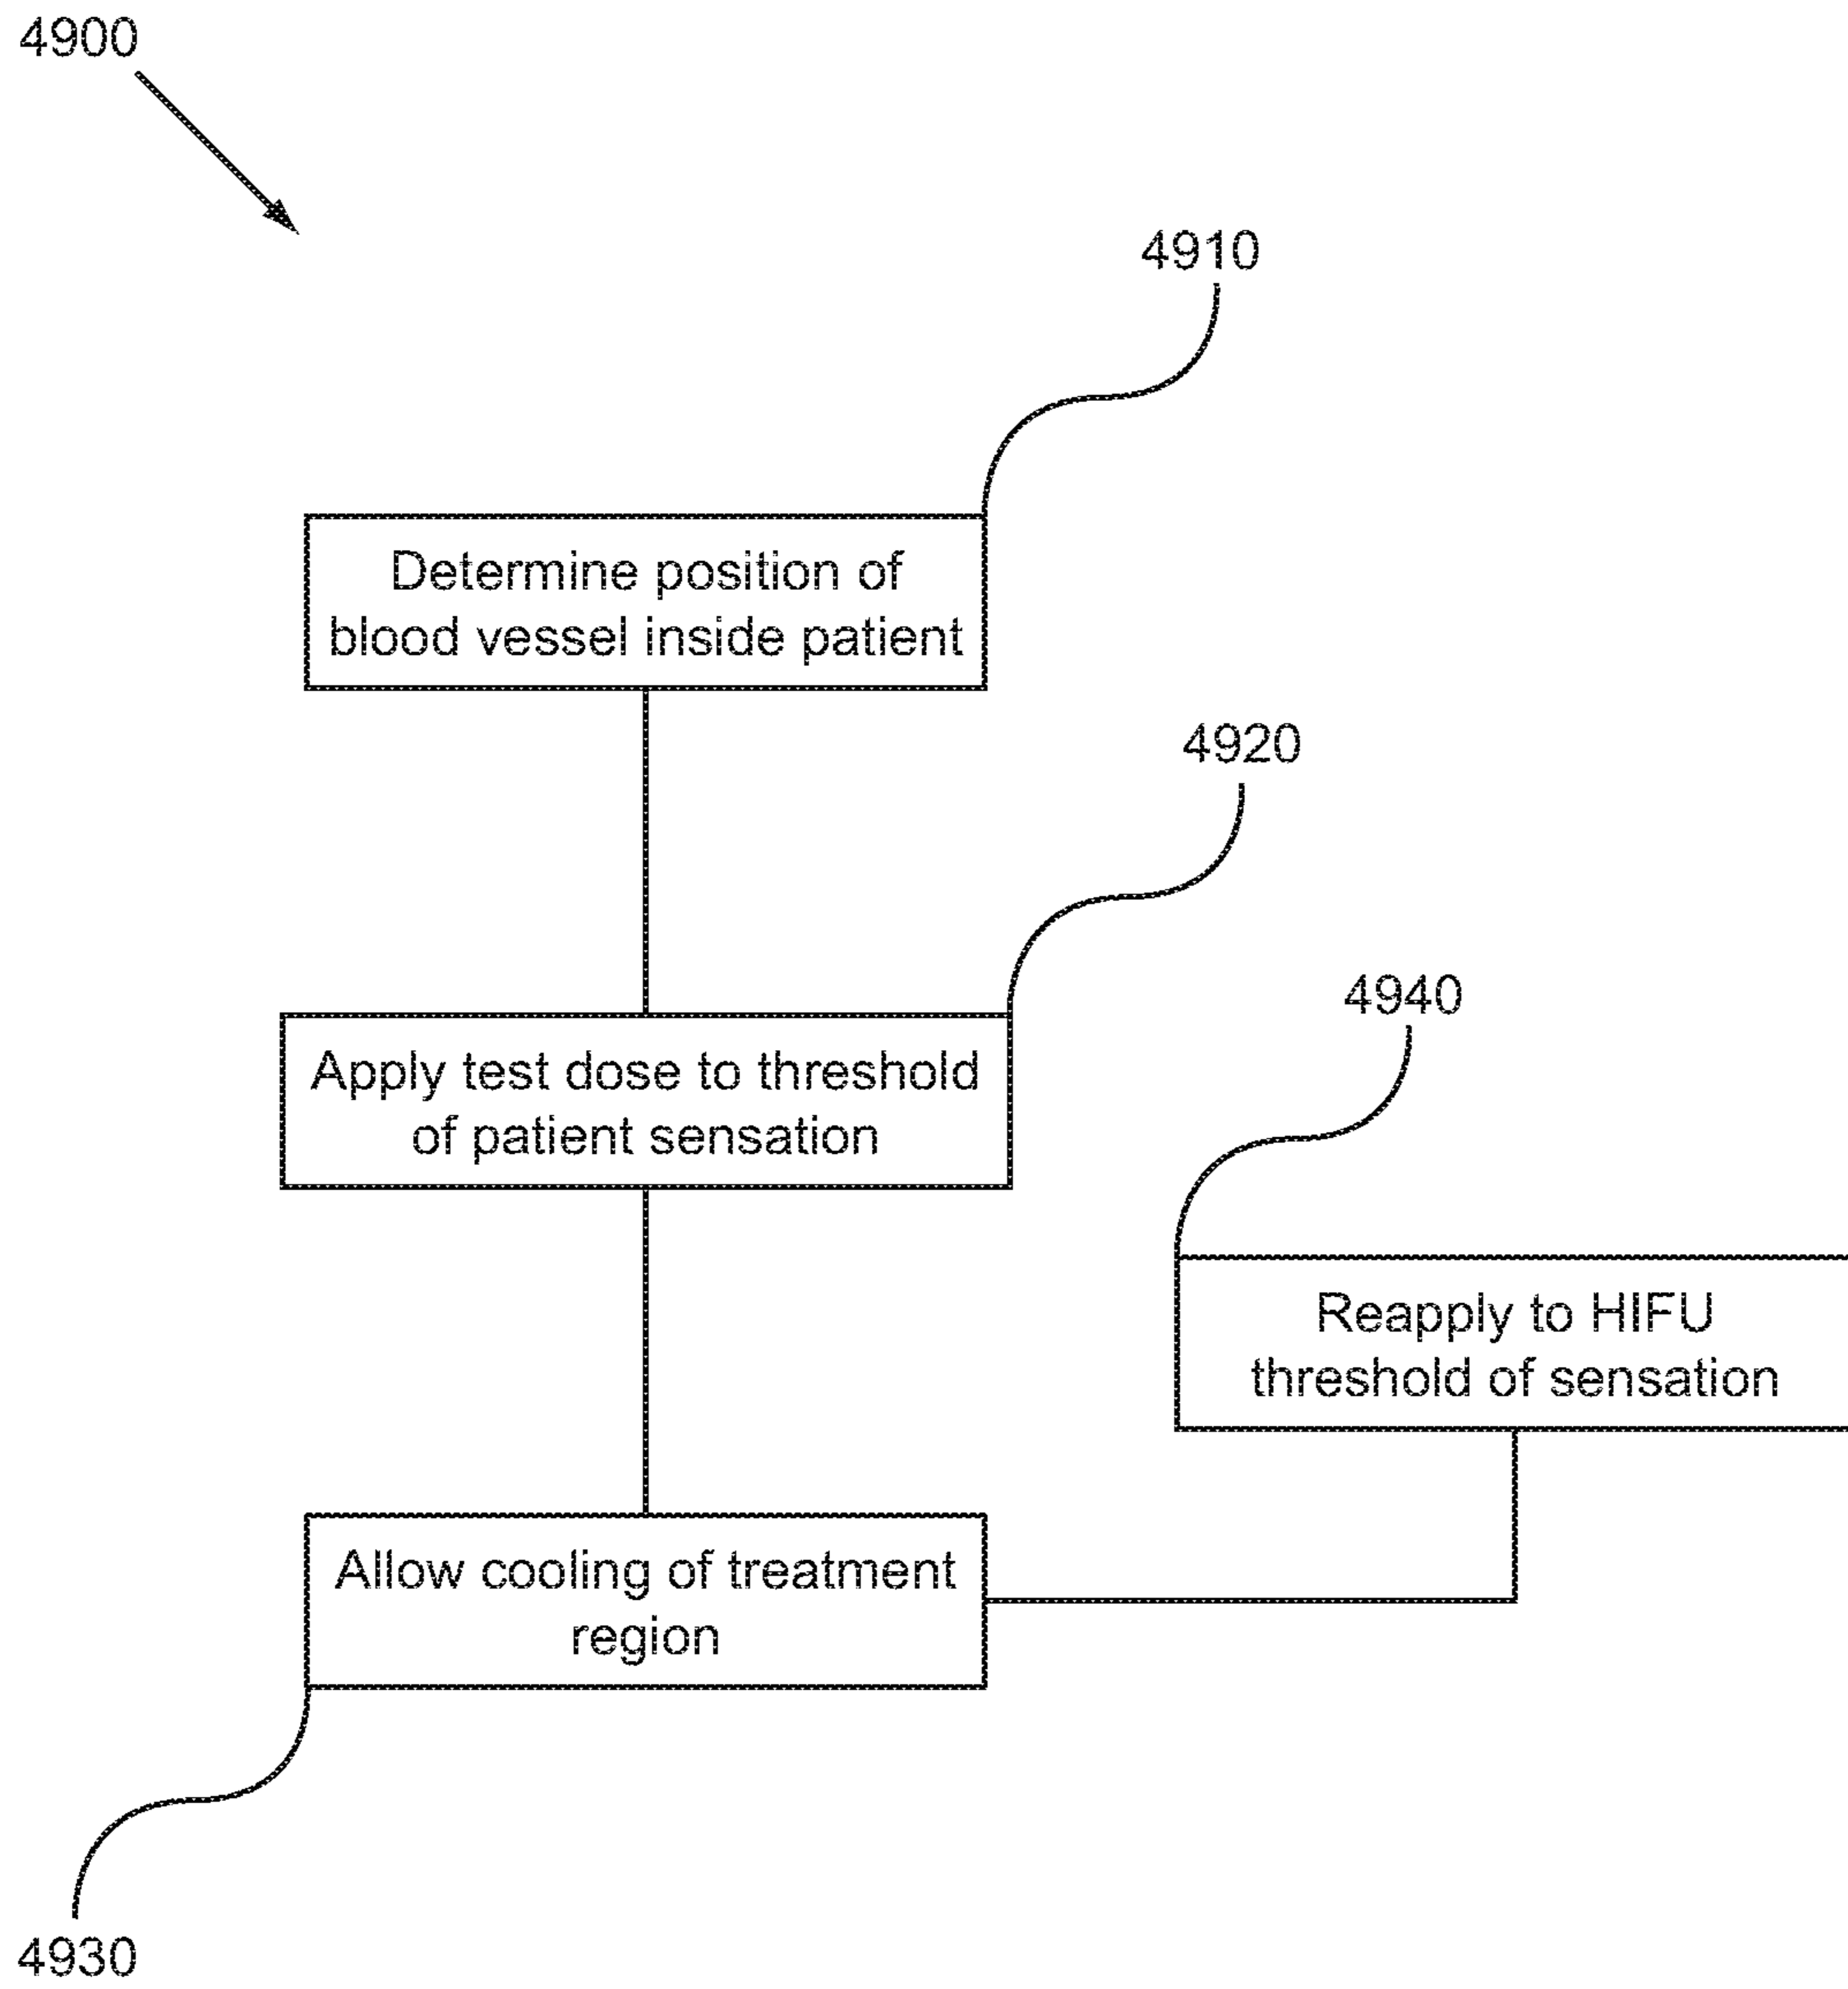 4900
4910
Determine position of
blood vessel inside patient
4920
Apply test dose to threshold
of patient sensation
4940
Reapply to HIFU
threshold of sensation
Allow cooling of treatment
region
4930